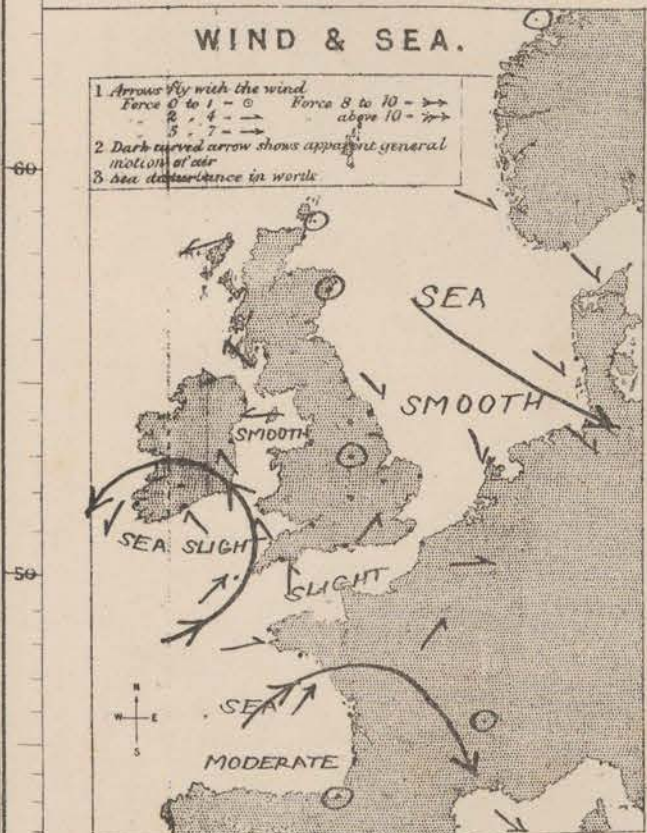 WIND & SEA.
1 Arrows fly with the wind
Force 0 to 1 - ⊙ Force 8 to 10 -
" 2 " 4 - → above 10 -
" 5 " 7 - →
2 Dark curved arrow shows apparent general
motion of air
3 Sea disturbance in words
60
SEA
SMOOTH
SMOOTH
SEA SLIGHT
50
SLIGHT
N
W E
S
SEA
MODERATE